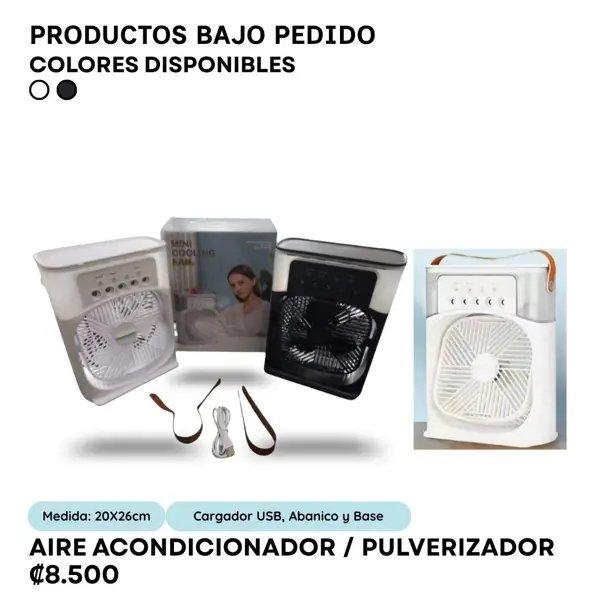 PRODUCTOS BAJO PEDIDO
COLORES DISPONIBLES
MINI
COOLING
FAN
Medida: 20X26cm
Cargador USB, Abanico y Base
AIRE ACONDICIONADOR / PULVERIZADOR
₡8.500